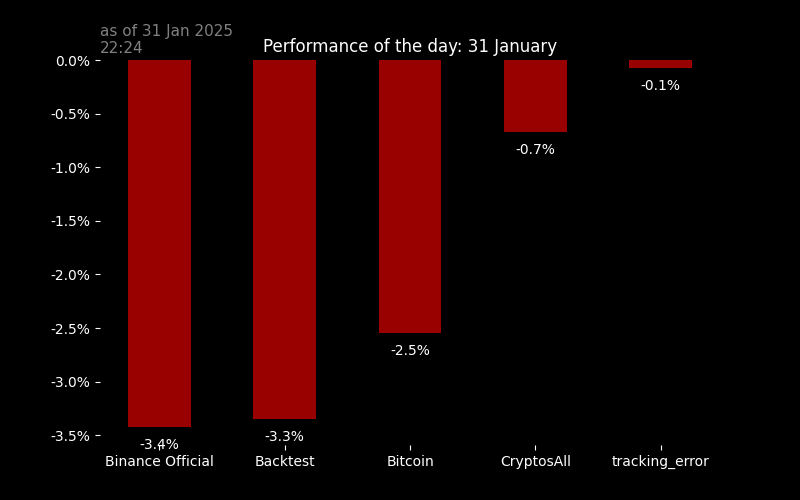 as of 31 Jan 2025
22:24
Performance of the day: 31 January
0.0%
-0.5%
-1.0%
-1.5%
-2.0%
-2.5%
-3.0%
-3.5%
-3.4%
-3.3%
-2.5%
-0.7%
-0.1%
Binance Official
Backtest
Bitcoin
CryptosAll
tracking_error